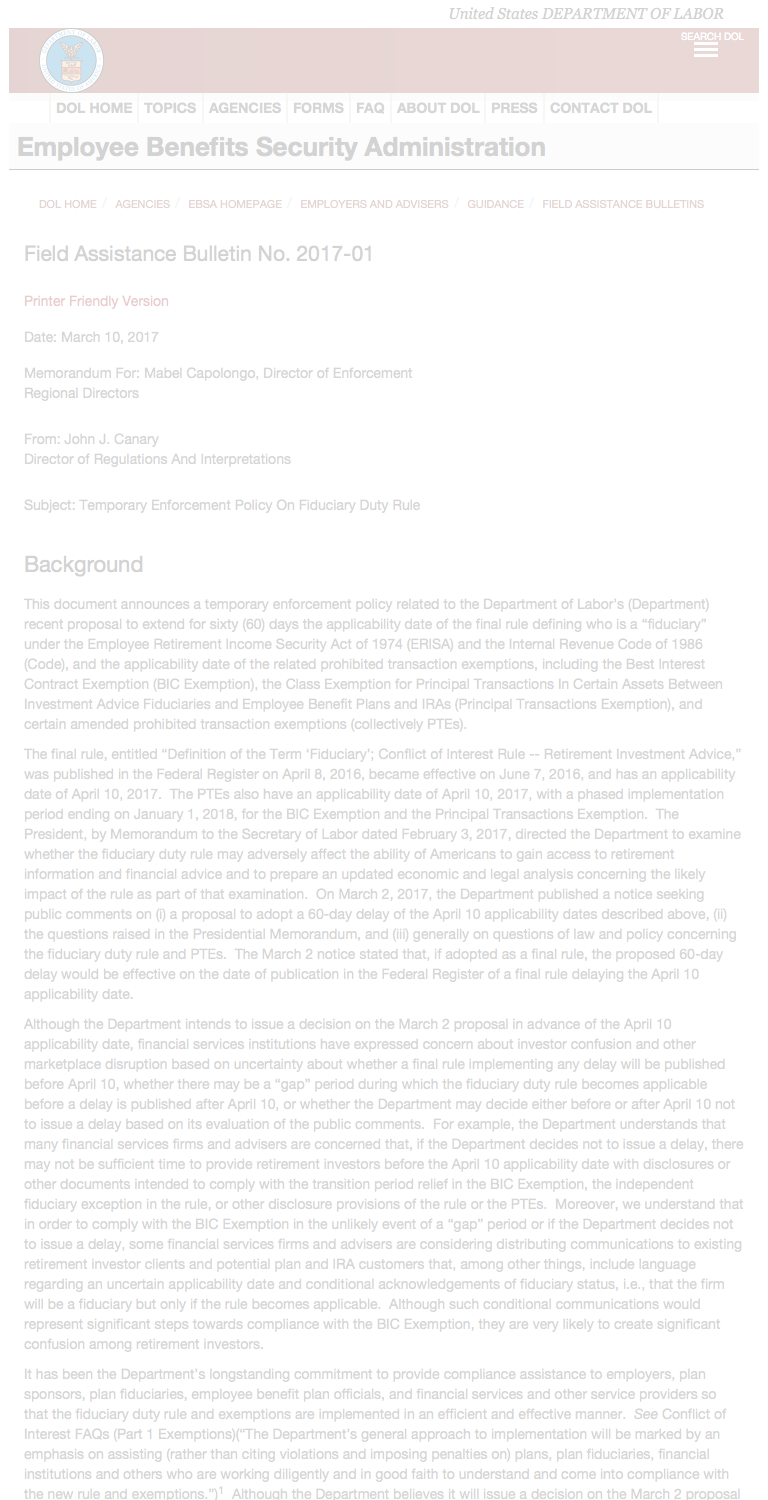 United States DEPARTMENT OF LABOR
SEARCH DOL
DOL HOME TOPICS AGENCIES FORMS FAQ ABOUT DOL PRESS CONTACT DOL
Employee Benefits Security Administration
DOL HOME / AGENCIES / EBSA HOMEPAGE / EMPLOYERS AND ADVISERS / GUIDANCE / FIELD ASSISTANCE BULLETINS
Field Assistance Bulletin No. 2017-01
Printer Friendly Version
Date: March 10, 2017
Memorandum For: Mabel Capolongo, Director of Enforcement
Regional Directors
From: John J. Canary
Director of Regulations And Interpretations
Subject: Temporary Enforcement Policy On Fiduciary Duty Rule
Background
This document announces a temporary enforcement policy related to the Department of Labor's (Department)
recent proposal to extend for sixty (60) days the applicability date of the final rule defining who is a “fiduciary”
under the Employee Retirement Income Security Act of 1974 (ERISA) and the Internal Revenue Code of 1986
(Code), and the applicability date of the related prohibited transaction exemptions, including the Best Interest
Contract Exemption (BIC Exemption), the Class Exemption for Principal Transactions In Certain Assets Between
Investment Advice Fiduciaries and Employee Benefit Plans and IRAs (Principal Transactions Exemption), and
certain amended prohibited transaction exemptions (collectively PTEs).
The final rule, entitled “Definition of the Term ‘Fiduciary’; Conflict of Interest Rule -- Retirement Investment Advice,”
was published in the Federal Register on April 8, 2016, became effective on June 7, 2016, and has an applicability
date of April 10, 2017. The PTEs also have an applicability date of April 10, 2017, with a phased implementation
period ending on January 1, 2018, for the BIC Exemption and the Principal Transactions Exemption. The
President, by Memorandum to the Secretary of Labor dated February 3, 2017, directed the Department to examine
whether the fiduciary duty rule may adversely affect the ability of Americans to gain access to retirement
information and financial advice and to prepare an updated economic and legal analysis concerning the likely
impact of the rule as part of that examination. On March 2, 2017, the Department published a notice seeking
public comments on (i) a proposal to adopt a 60-day delay of the April 10 applicability dates described above, (ii)
the questions raised in the Presidential Memorandum, and (iii) generally on questions of law and policy concerning
the fiduciary duty rule and PTEs. The March 2 notice stated that, if adopted as a final rule, the proposed 60-day
delay would be effective on the date of publication in the Federal Register of a final rule delaying the April 10
applicability date.
Although the Department intends to issue a decision on the March 2 proposal in advance of the April 10
applicability date, financial services institutions have expressed concern about investor confusion and other
marketplace disruption based on uncertainty about whether a final rule implementing any delay will be published
before April 10, whether there may be a “gap” period during which the fiduciary duty rule becomes applicable
before a delay is published after April 10, or whether the Department may decide either before or after April 10 not
to issue a delay based on its evaluation of the public comments. For example, the Department understands that
many financial services firms and advisers are concerned that, if the Department decides not to issue a delay, there
may not be sufficient time to provide retirement investors before the April 10 applicability date with disclosures or
other documents intended to comply with the transition period relief in the BIC Exemption, the independent
fiduciary exception in the rule, or other disclosure provisions of the rule or the PTEs. Moreover, we understand that
in order to comply with the BIC Exemption in the unlikely event of a “gap” period or if the Department decides not
to issue a delay, some financial services firms and advisers are considering distributing communications to existing
retirement investor clients and potential plan and IRA customers that, among other things, include language
regarding an uncertain applicability date and conditional acknowledgements of fiduciary status, i.e., that the firm
will be a fiduciary but only if the rule becomes applicable. Although such conditional communications would
represent significant steps towards compliance with the BIC Exemption, they are very likely to create significant
confusion among retirement investors.
It has been the Department's longstanding commitment to provide compliance assistance to employers, plan
sponsors, plan fiduciaries, employee benefit plan officials, and financial services and other service providers so
that the fiduciary duty rule and exemptions are implemented in an efficient and effective manner. See Conflict of
Interest FAQs (Part 1 Exemptions)(“The Department's general approach to implementation will be marked by an
emphasis on assisting (rather than citing violations and imposing penalties on) plans, plan fiduciaries, financial
institutions and others who are working diligently and in good faith to understand and come into compliance with
the new rule and exemptions.”)1 Although the Department believes it will issue a decision on the March 2 proposal